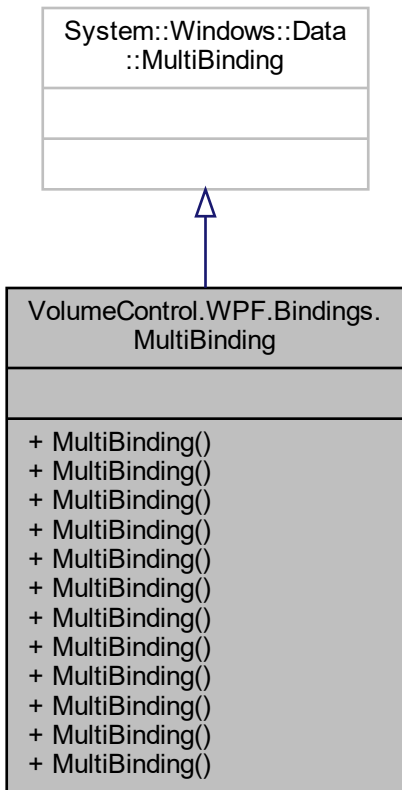 System::Windows::Data
::MultiBinding
VolumeControl.WPF.Bindings.
MultiBinding
+ MultiBinding()
+ MultiBinding()
+ MultiBinding()
+ MultiBinding()
+ MultiBinding()
+ MultiBinding()
+ MultiBinding()
+ MultiBinding()
+ MultiBinding()
+ MultiBinding()
+ MultiBinding()
+ MultiBinding()